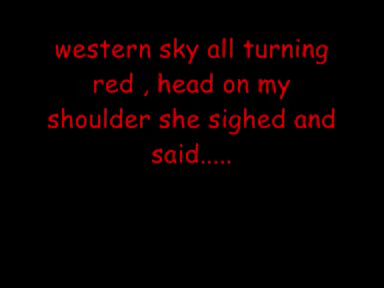 western sky all turning
red , head on my
shoulder she sighed and
said.....